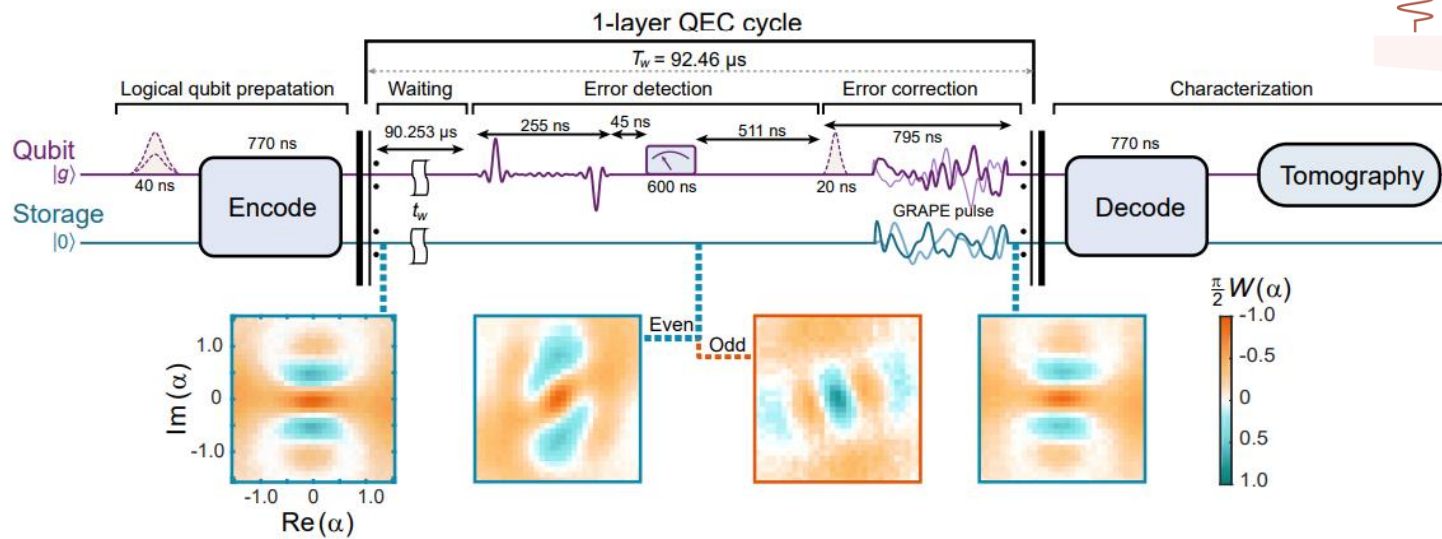 1-layer QEC cycle
T_w = 92.46 µs
Logical qubit prepatation
Waiting
Error detection
Error correction
Characterization
90.253 µs
255 ns
45 ns
511 ns
795 ns
770 ns
770 ns
Qubit
|g⟩
40 ns
Encode
600 ns
20 ns
Decode
Tomography
Storage
|0⟩
t_w
GRAPE pulse
π/2 W(α)
Even
Odd
Im(α)
1.0
0
-1.0
-1.0 0 1.0
Re(α)
-1.0
-0.5
0
0.5
1.0